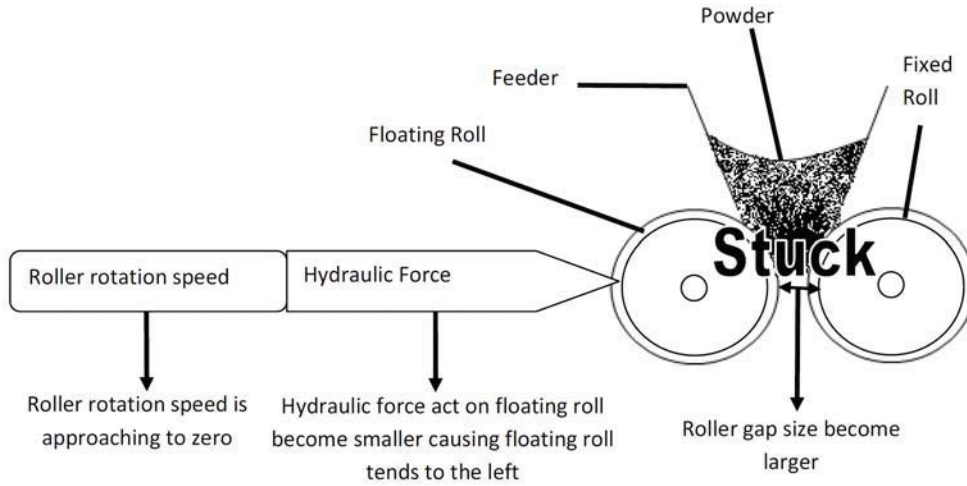 Powder
Feeder
Fixed
Roll
Floating Roll
Stuck
Roller rotation speed
Hydraulic Force
Roller rotation speed is
approaching to zero
Hydraulic force act on floating roll
become smaller causing floating roll
tends to the left
Roller gap size become
larger